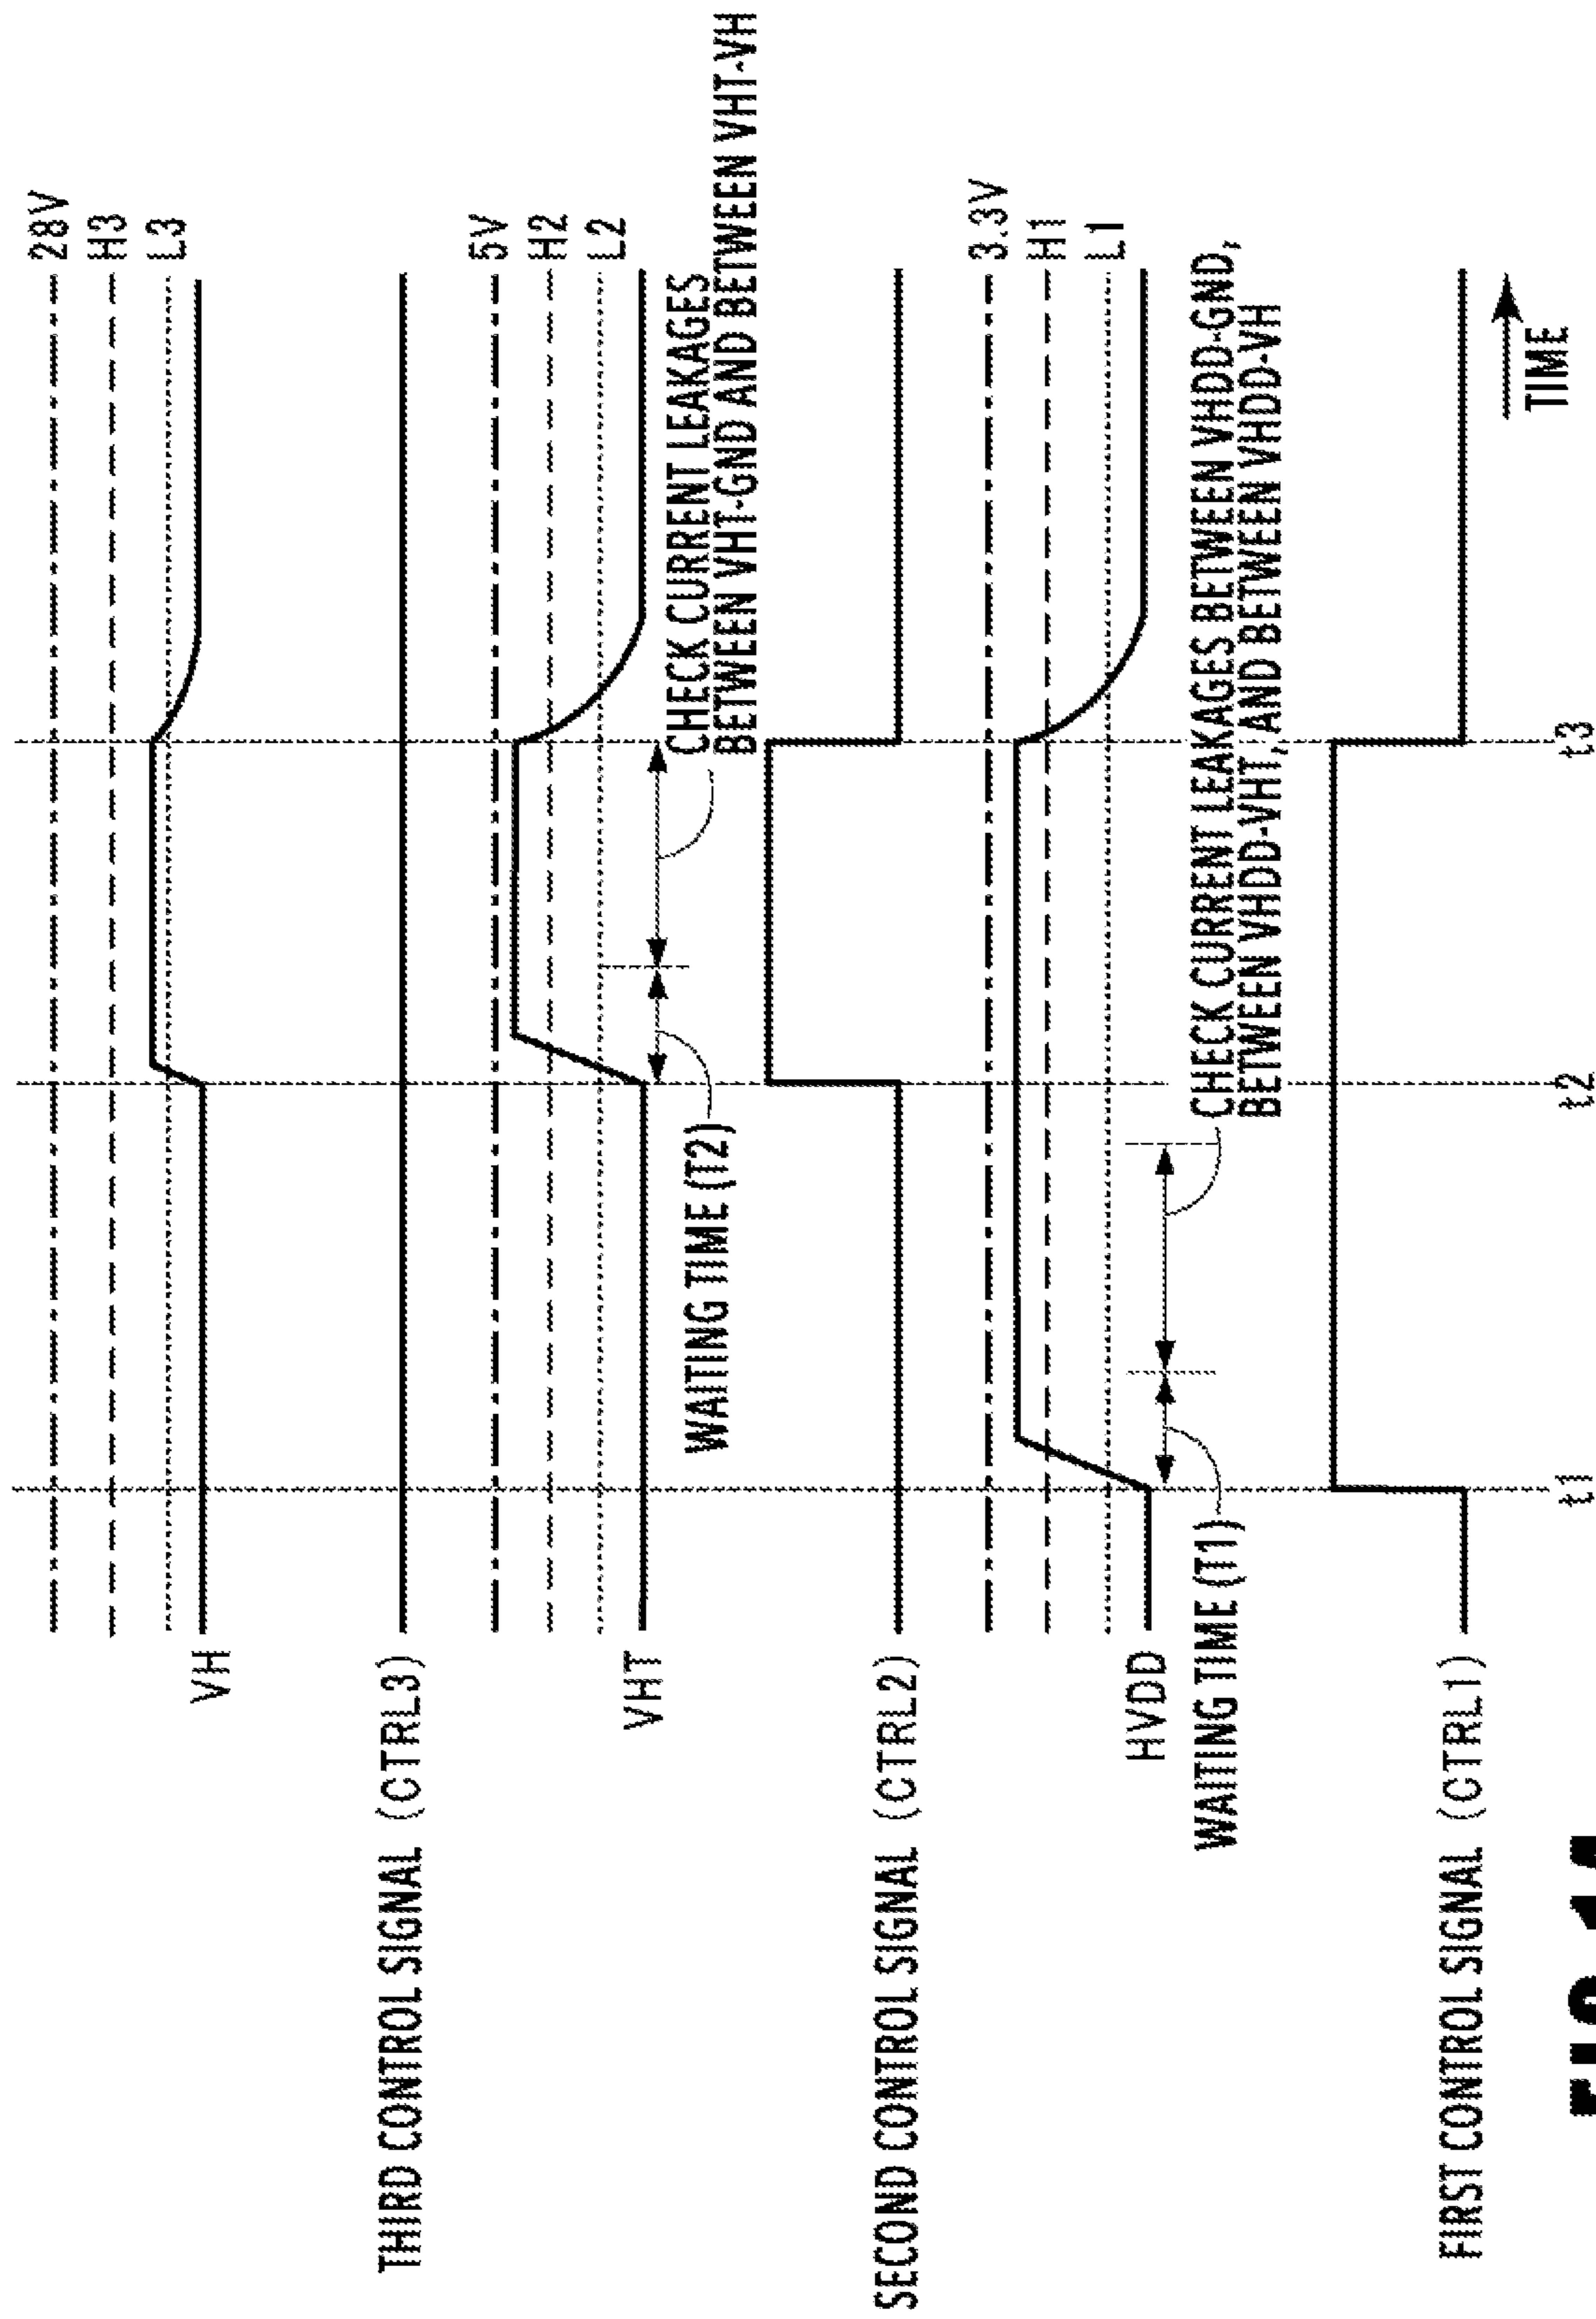 28V
H3
L3
VH
THIRD CONTROL SIGNAL (CTRL3)
5V
H2
L2
VHT
CHECK CURRENT LEAKAGES
BETWEEN VHT-GND AND BETWEEN VHT-VH
WAITING TIME (T2)
SECOND CONTROL SIGNAL (CTRL2)
3.3V
H1
L1
HVDD
CHECK CURRENT LEAKAGES BETWEEN VHDD-GND,
BETWEEN VHDD-VHT, AND BETWEEN VHDD-VH
WAITING TIME (T1)
FIRST CONTROL SIGNAL (CTRL1)
TIME
t1
t2
t3